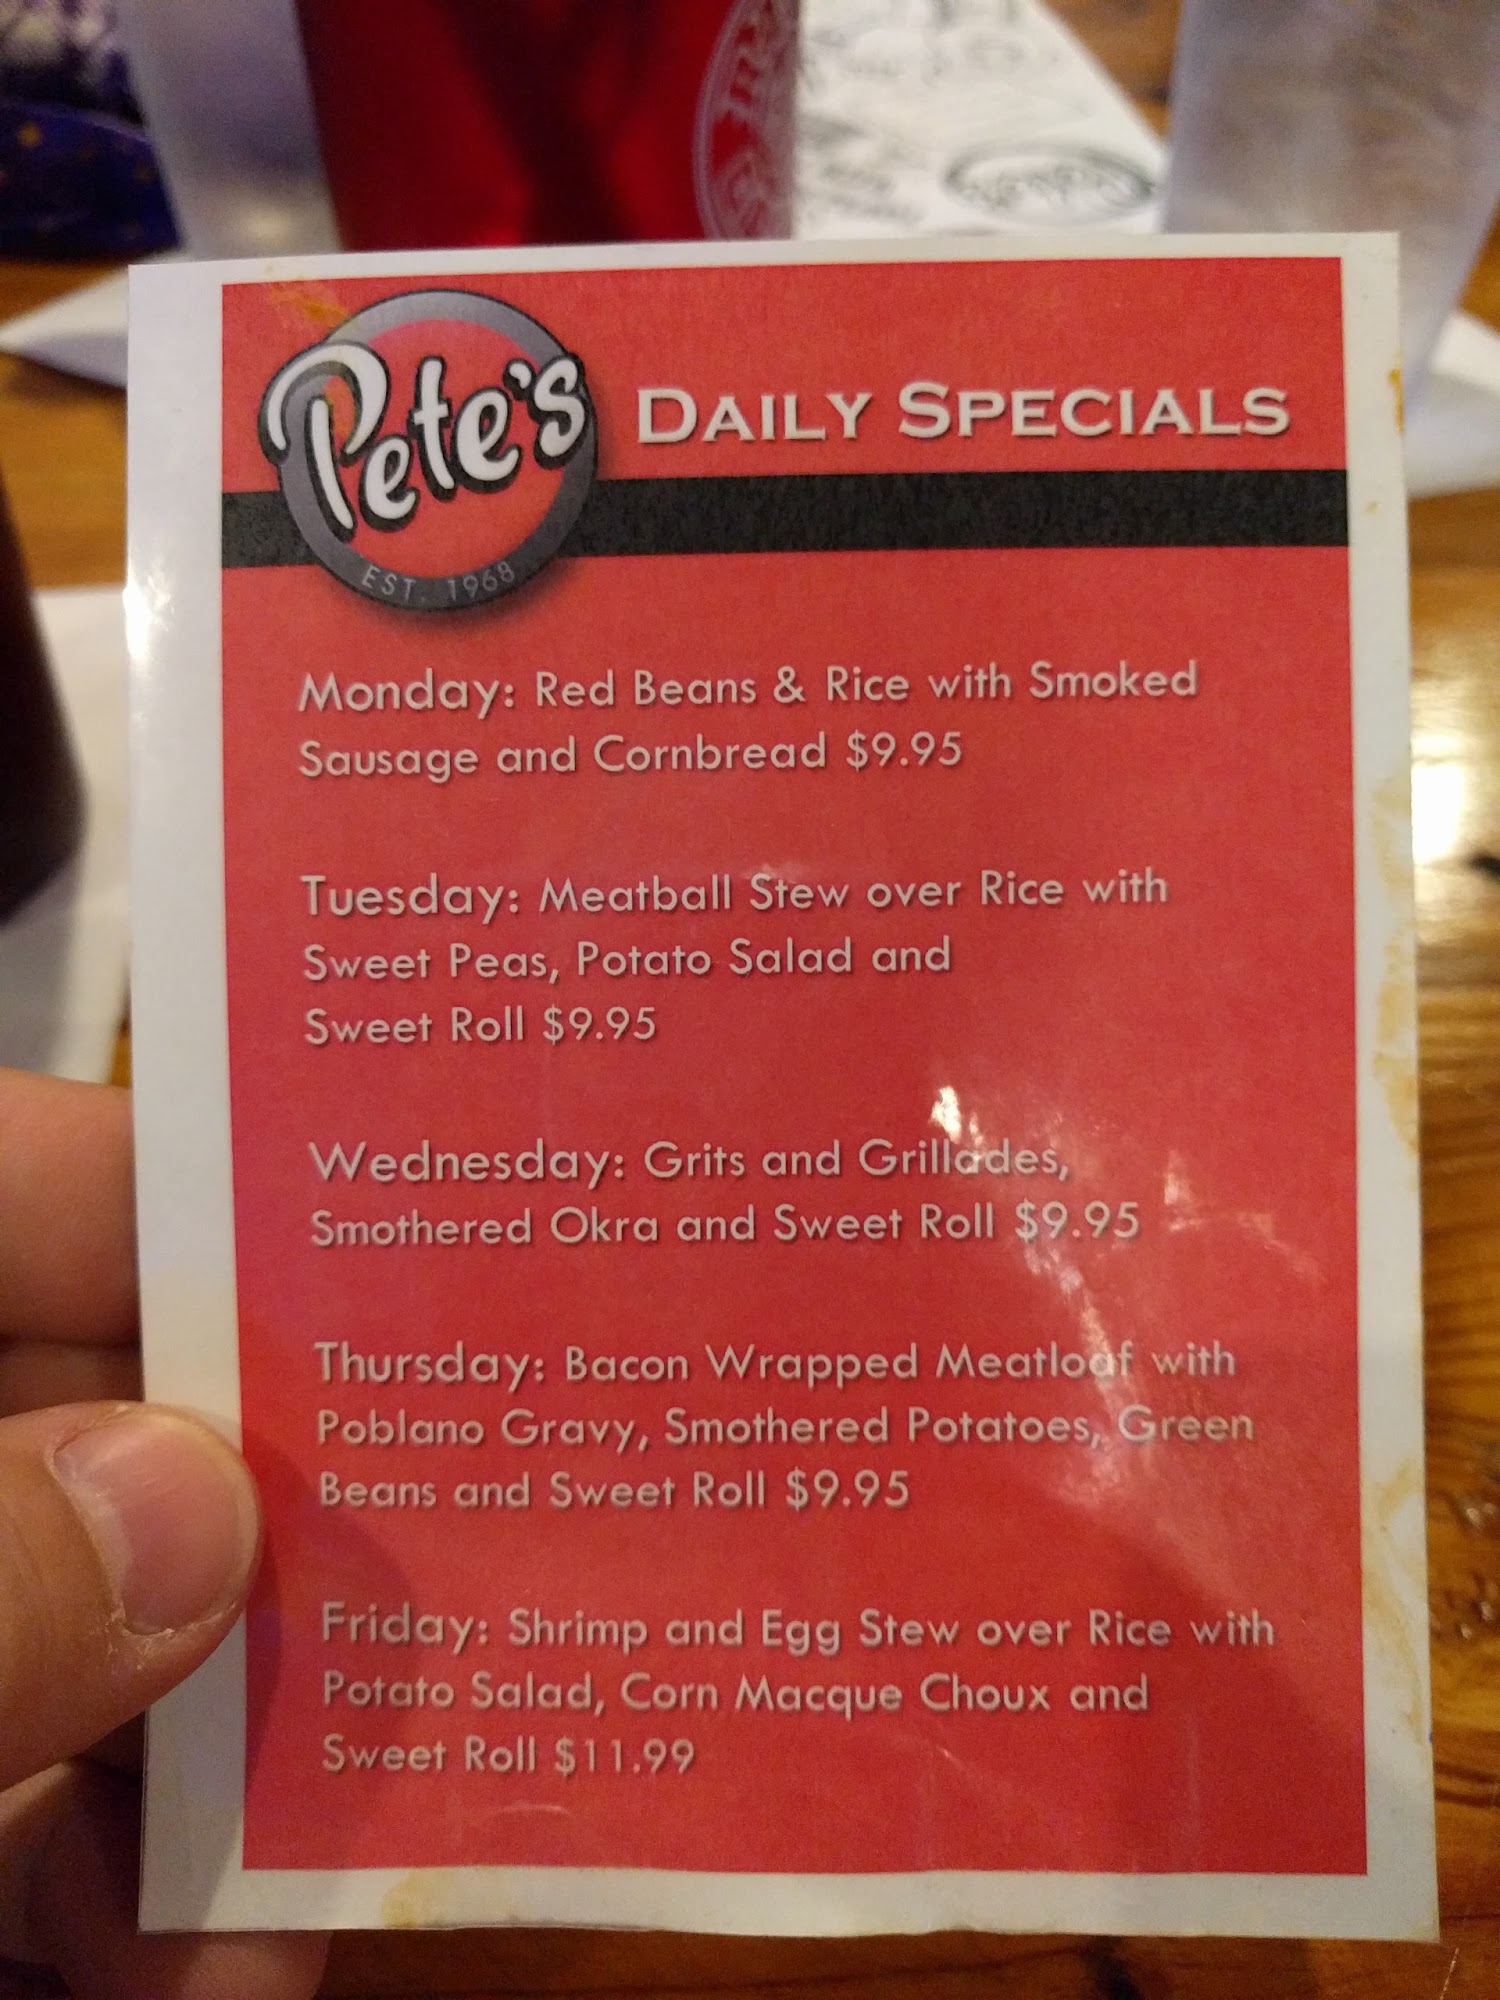 Pete's
EST. 1968
DAILY SPECIALS
Monday: Red Beans & Rice with Smoked
Sausage and Cornbread $9.95
Tuesday: Meatball Stew over Rice with
Sweet Peas, Potato Salad and
Sweet Roll $9.95
Wednesday: Grits and Grillades,
Smothered Okra and Sweet Roll $9.95
Thursday: Bacon Wrapped Meatloaf with
Poblano Gravy, Smothered Potatoes, Green
Beans and Sweet Roll $9.95
Friday: Shrimp and Egg Stew over Rice with
Potato Salad, Corn Macque Choux and
Sweet Roll $11.99